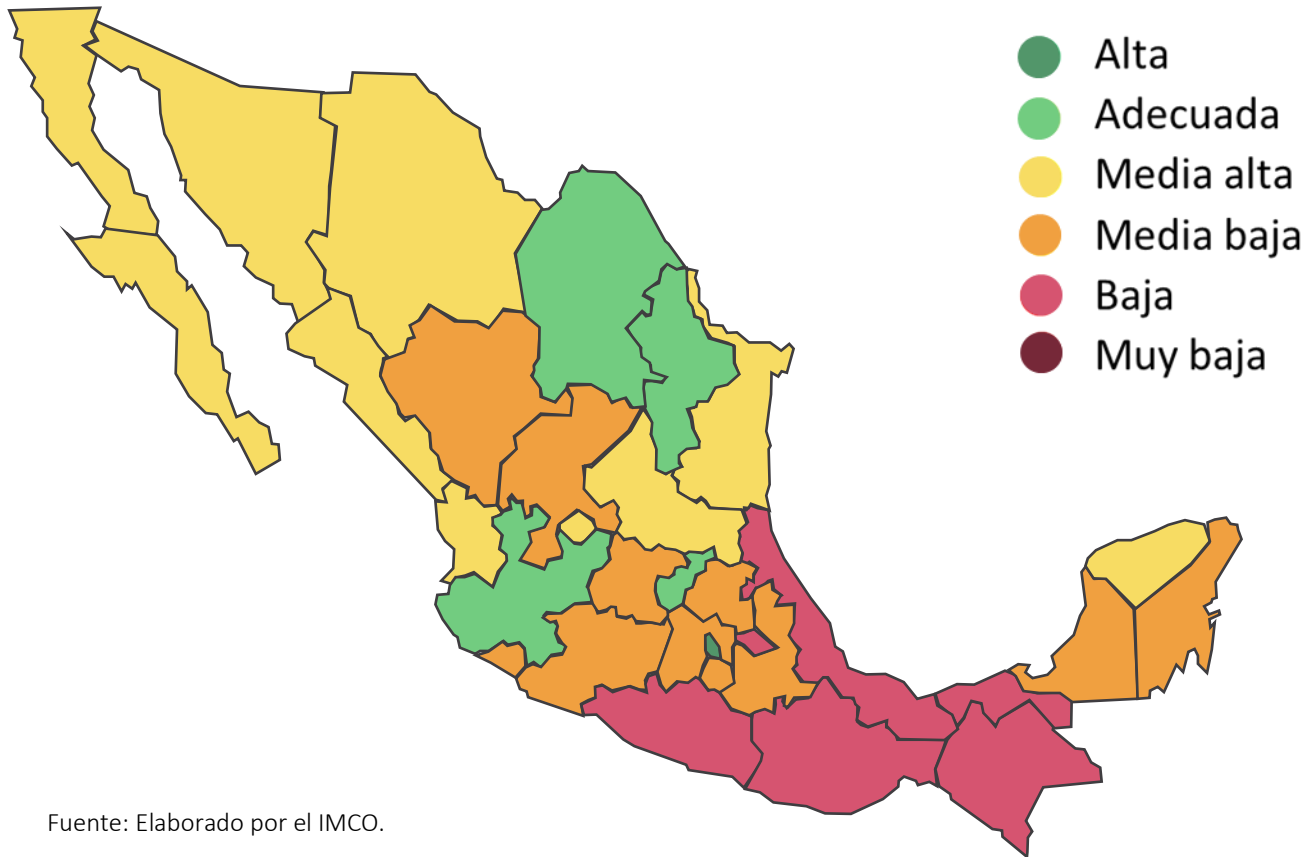 Alta
Adecuada
Media alta
Media baja
Baja
Muy baja
Fuente: Elaborado por el IMCO.